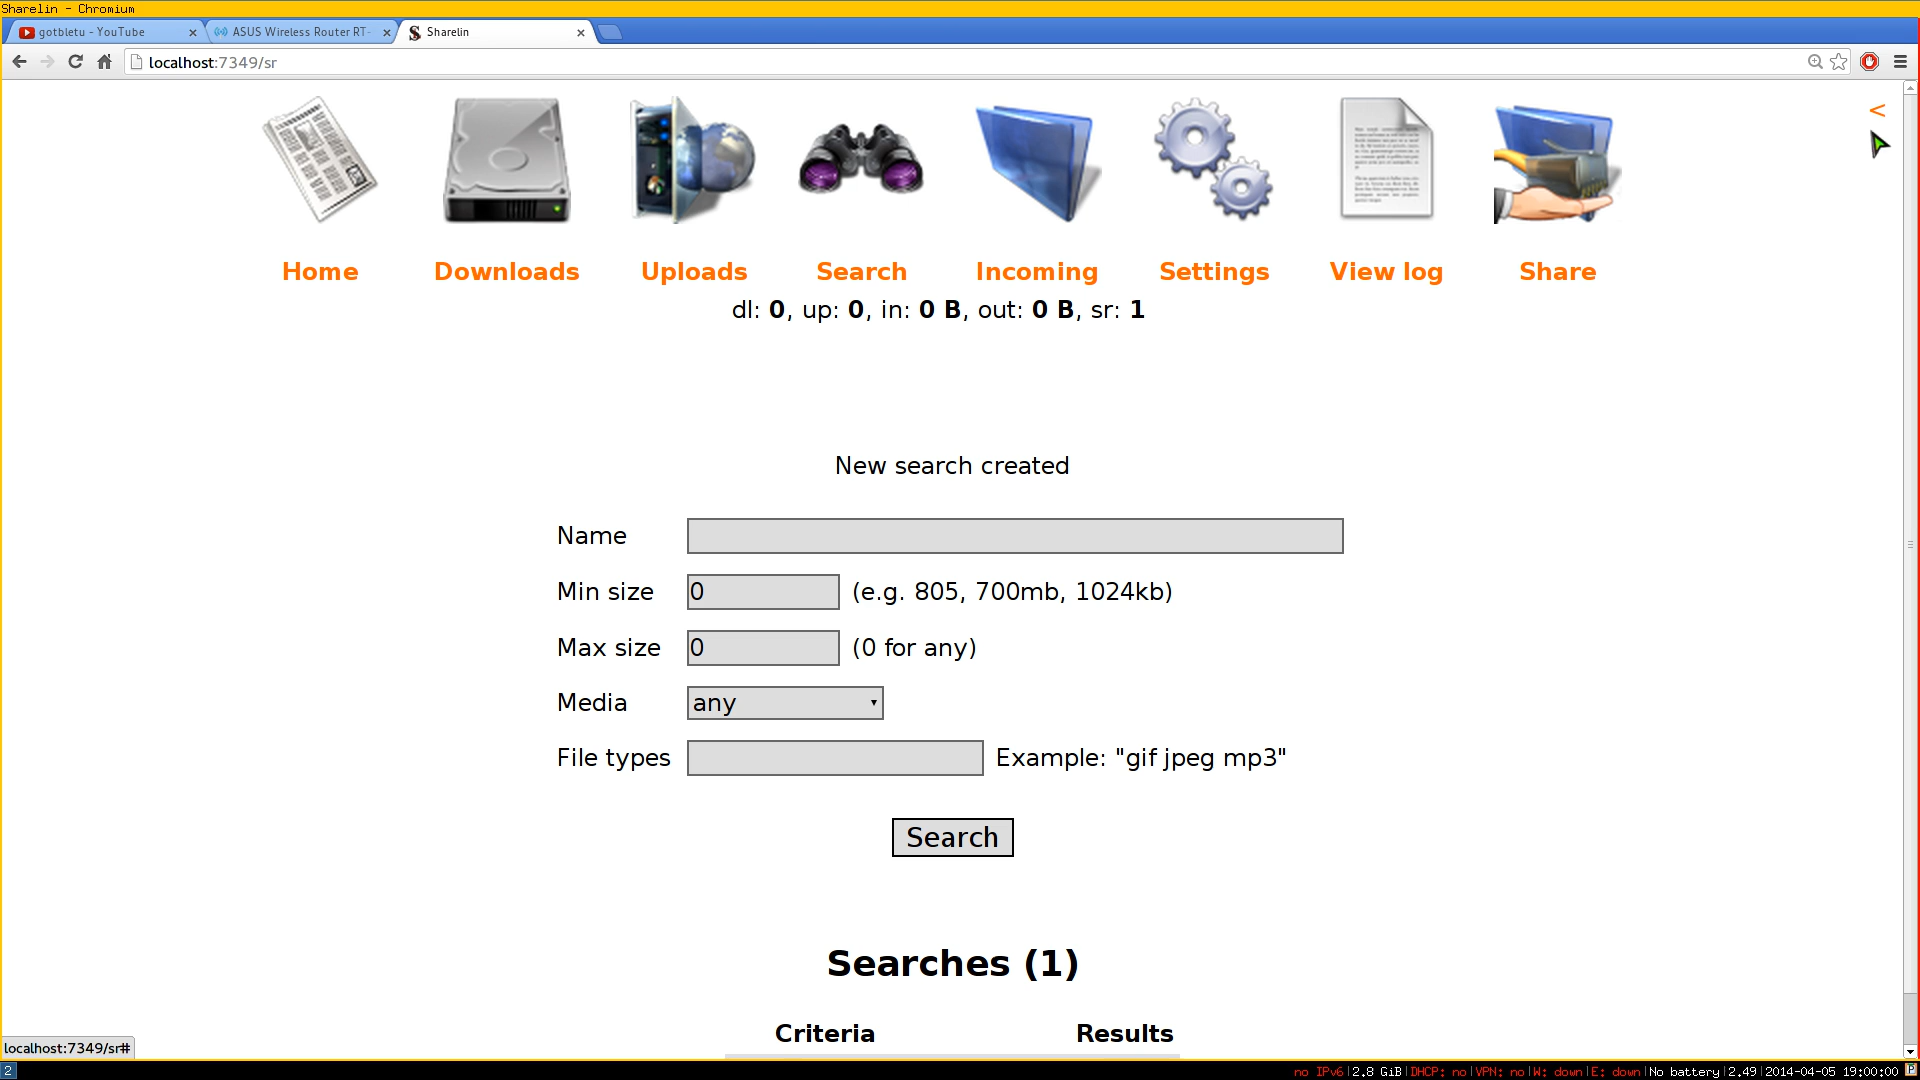 Sharelin - Chromium
gotbletu - YouTube
ASUS Wireless Router RT-
Sharelin
localhost:7349/sr
<
Home Downloads Uploads Search Incoming Settings View log Share
dl: 0, up: 0, in: 0 B, out: 0 B, sr: 1
New search created
Name
Min size 0 (e.g. 805, 700mb, 1024kb)
Max size 0 (0 for any)
Media any
File types Example: "gif jpeg mp3"
Search
Searches (1)
Criteria Results
localhost:7349/sr#
2 no IPv6|2.8 GiB|DHCP: no|VPN: no|W: down|E: down|No battery|2.49|2014-04-05 19:00:00 P